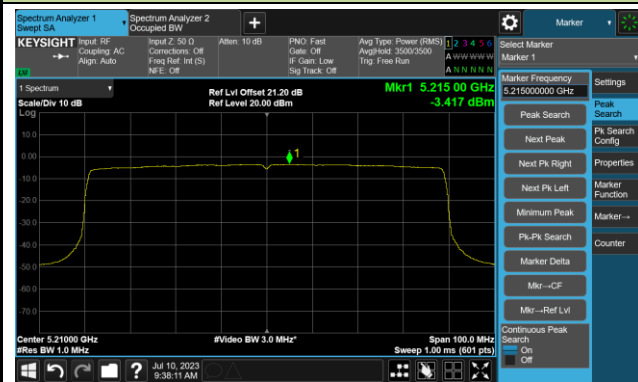 Spectrum Analyzer 1
Swept SA
Spectrum Analyzer 2
Occupied BW
+
Marker
KEYSIGHT
Input: RF
Coupling: AC
Align: Auto
Input Z: 50 Ω
Corrections: Off
Freq Ref: Int (S)
NFE: Off
Atten: 10 dB
PNO: Fast
Gate: Off
IF Gain: Low
Sig Track: Off
Avg Type: Power (RMS)
Avg|Hold: 3500/3500
Trig: Free Run
1 2 3 4 5 6
A W W W W W
A N N N N N
LVI
Select Marker
Marker 1
1 Spectrum
Scale/Div 10 dB
Log
Ref Lvl Offset 21.20 dB
Ref Level 20.00 dBm
Mkr1 5.215 00 GHz
-3.417 dBm
10.0
0.00
-10.0
-20.0
-30.0
-40.0
-50.0
-60.0
-70.0
1
Center 5.21000 GHz
#Res BW 1.0 MHz
#Video BW 3.0 MHz*
Span 100.0 MHz
Sweep 1.00 ms (601 pts)
Marker Frequency
5.215000000 GHz
Peak Search
Next Peak
Next Pk Right
Next Pk Left
Minimum Peak
Pk-Pk Search
Marker Delta
Mkr→CF
Mkr→Ref Lvl
Continuous Peak
Search
On
Off
Settings
Peak
Search
Pk Search
Config
Properties
Marker
Function
Marker→
Counter
?
Jul 10, 2023
9:38:11 AM